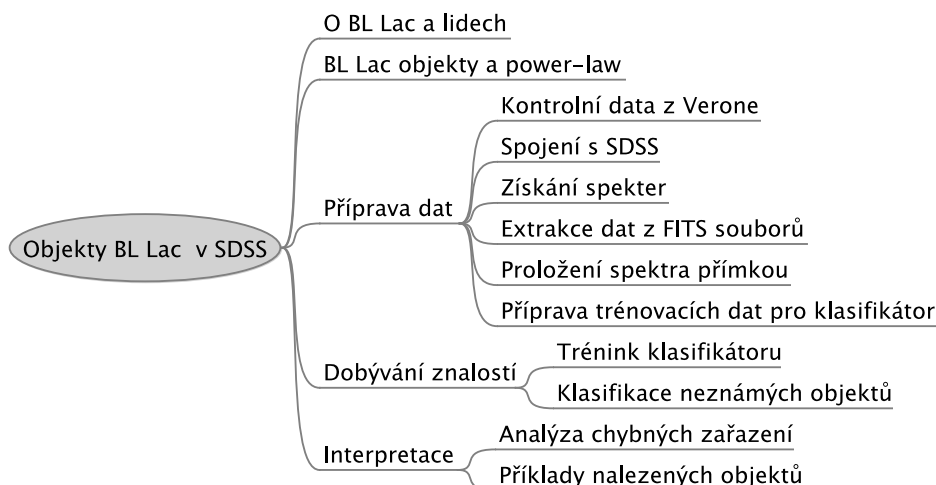 Objekty BL Lac v SDSS
O BL Lac a lidech
BL Lac objekty a power-law
Příprava dat
Kontrolní data z Verone
Spojení s SDSS
Získání spekter
Extrakce dat z FITS souborů
Proložení spektra přímkou
Příprava trénovacích dat pro klasifikátor
Dobývání znalostí
Trénink klasifikátoru
Klasifikace neznámých objektů
Interpretace
Analýza chybných zařazení
Příklady nalezených objektů